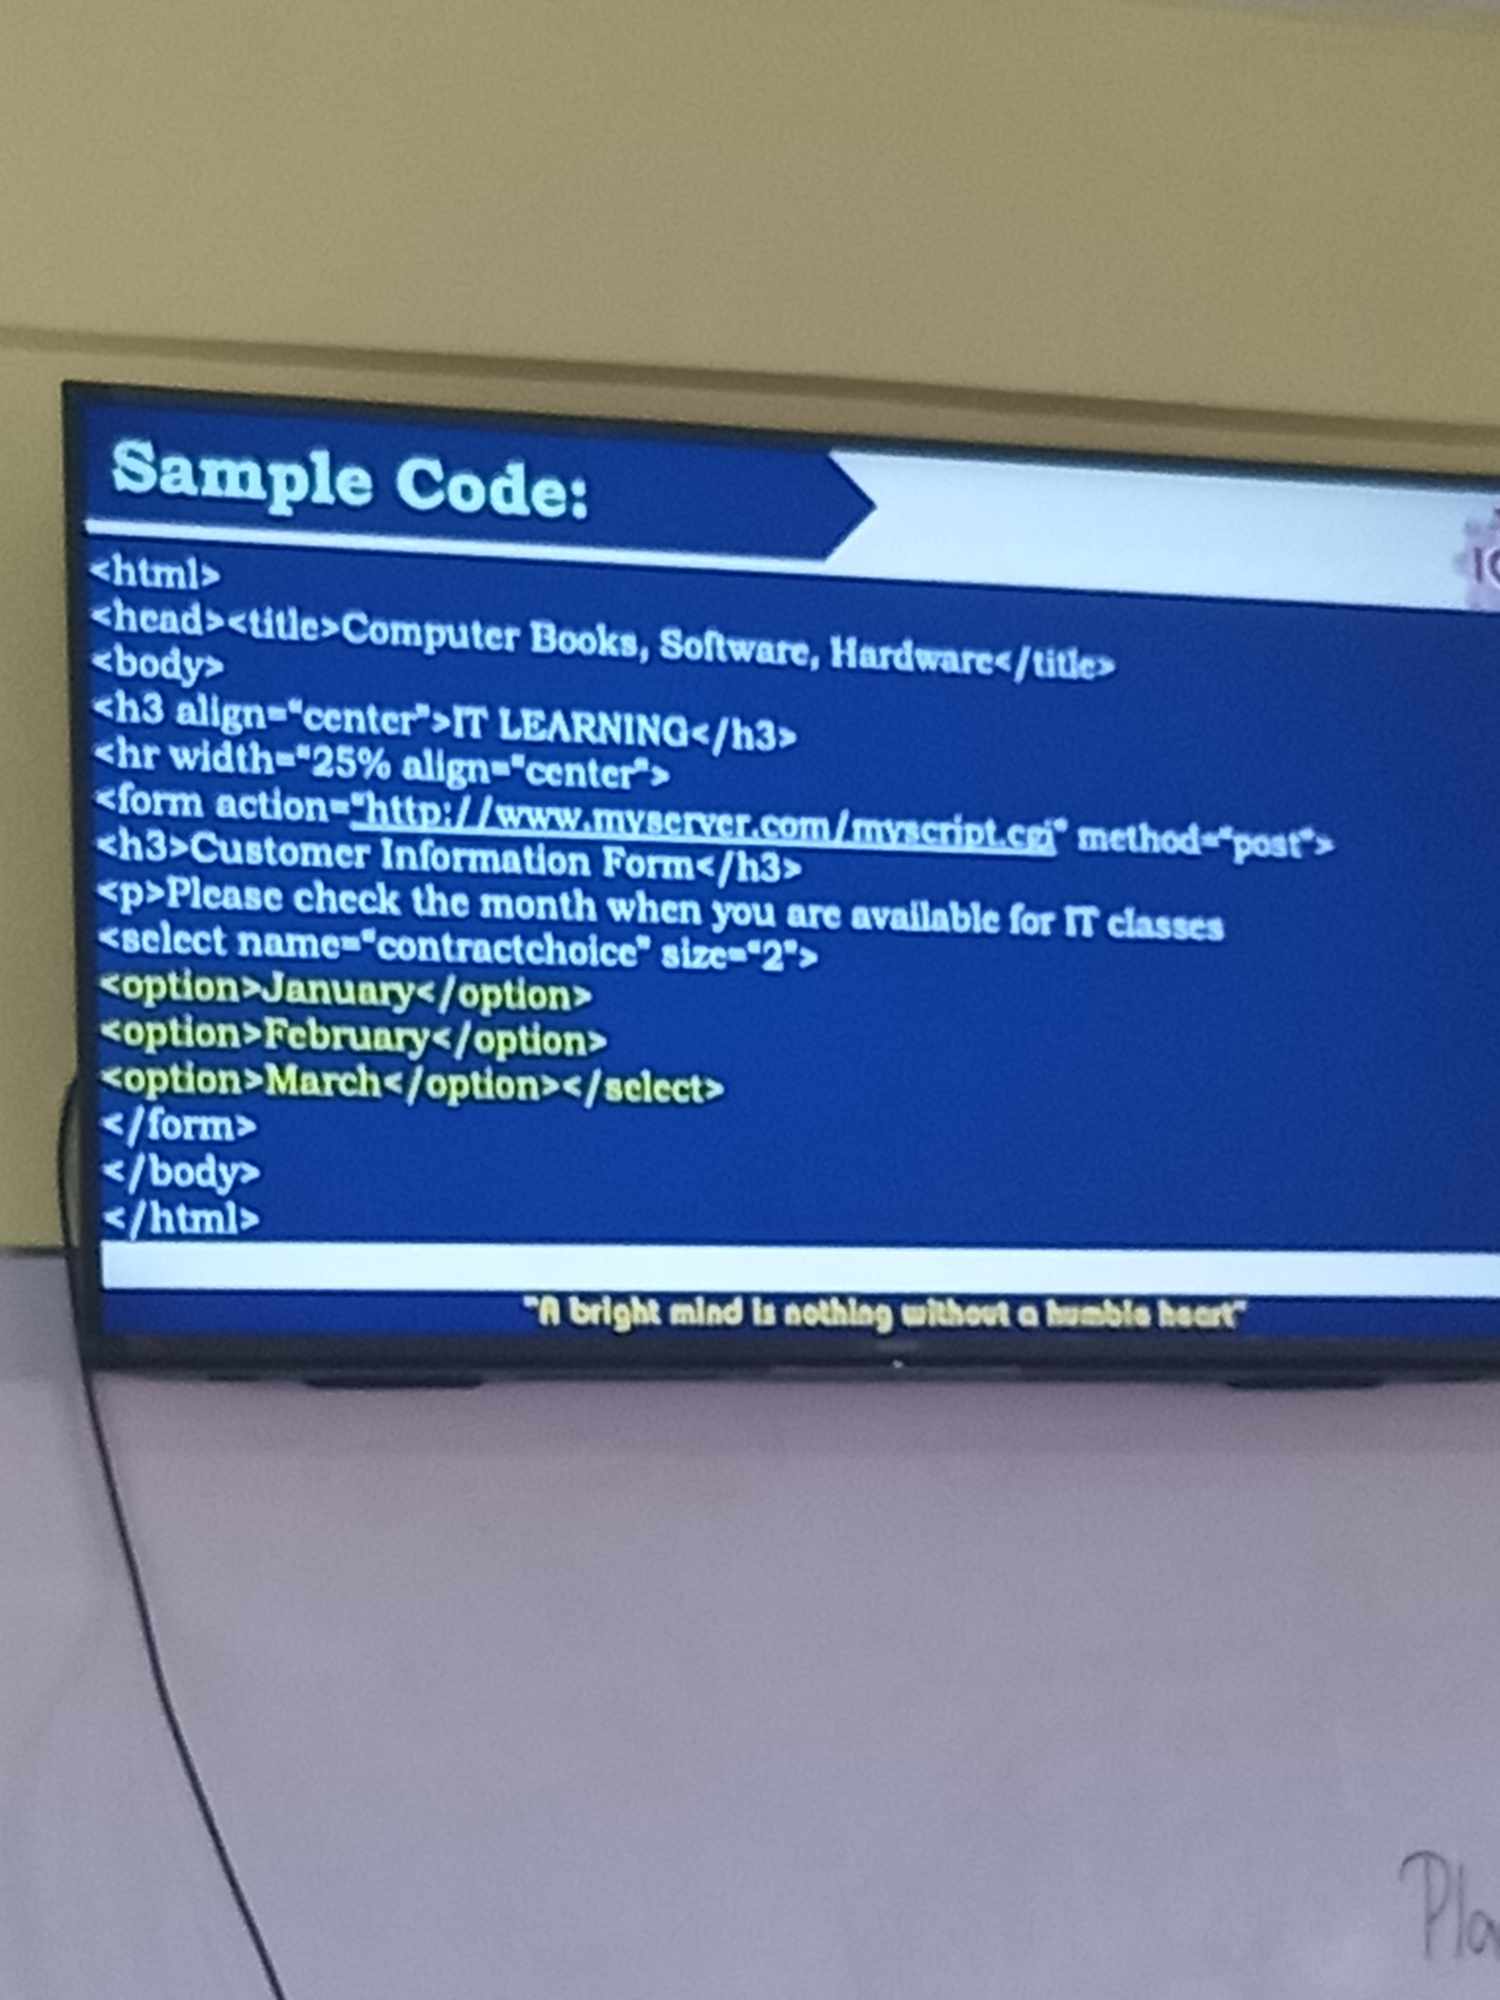 Sample Code:
<html>
<head><title>Computer Books, Software, Hardware</title>
<body>
<h3 align="center">IT LEARNING</h3>
<hr width="25% align="center">
<form action="http://www.myserver.com/myscript.cgi" method="post">
<h3>Customer Information Form</h3>
<p>Please check the month when you are available for IT classes
<select name="contractchoice" size="2">
<option>January</option>
<option>February</option>
<option>March</option></select>
</form>
</body>
</html>
"A bright mind is nothing without a humble heart"